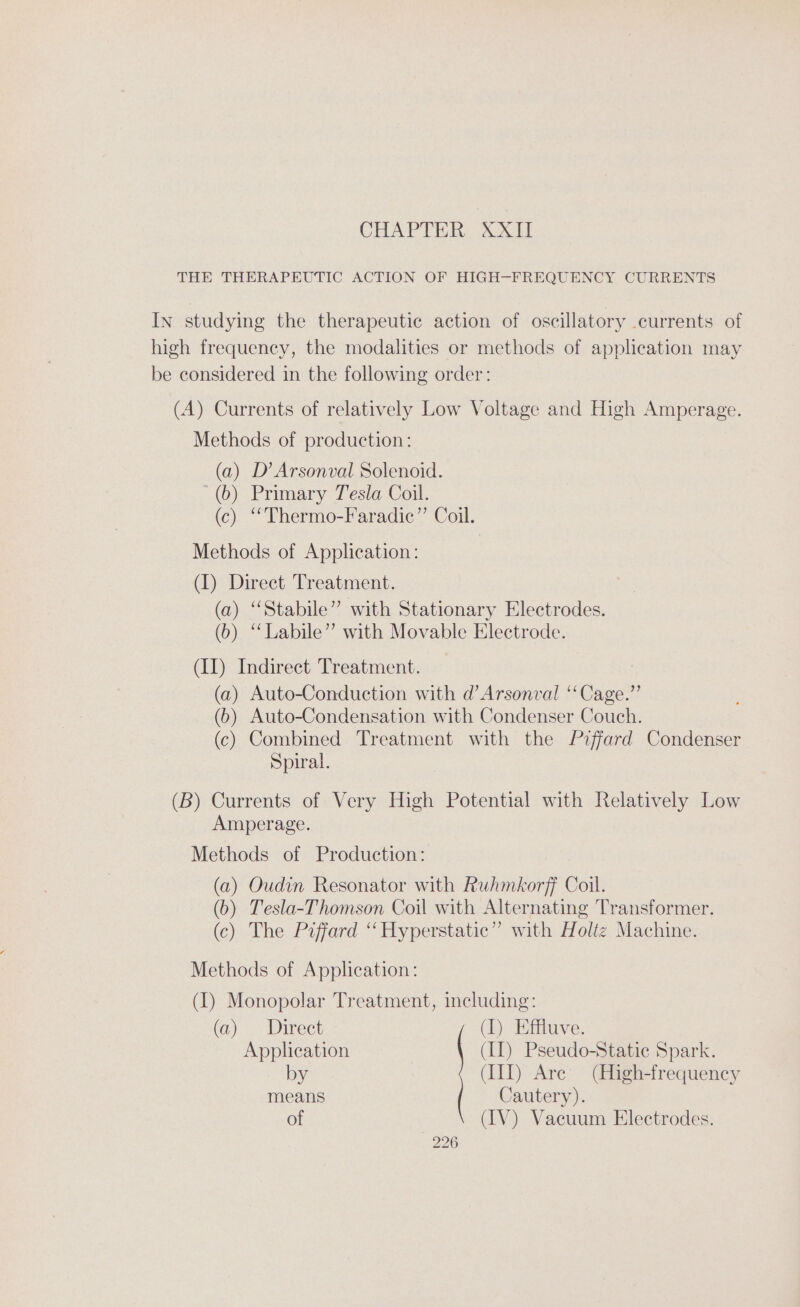 CHAPTER XXII
THE THERAPEUTIC ACTION OF HIGH-FREQUENCY CURRENTS
In studying the therapeutic action of oscillatory currents of
high frequency, the modalities or methods of application may
be considered in the following order:
(A) Currents of relatively Low Voltage and High Amperage.
Methods of production:
(a) D'Arsonval Solenoid.
(b) Primary Tesla Coil.
(c) “Thermo-Faradic” Coil.
Methods of Application:
(I) Direct Treatment.
(a) “Stabile” with Stationary Electrodes.
(b) “Labile” with Movable Electrode.
(II) Indirect Treatment.
(a) Auto-Conduction with d'Arsonval “Cage.”
(b) Auto-Condensation with Condenser Couch.
(c) Combined Treatment with the Piffard Condenser
Spiral.
(B) Currents of Very High Potential with Relatively Low
Amperage.
Methods of Production:
(a) Oudin Resonator with Ruhmkorff Coil.
(b) Tesla-Thomson Coil with Alternating Transformer.
(c) The Piffard “Hyperstatic” with Holtz Machine.
Methods of Application:
(I) Monopolar Treatment, including:
(a) Direct (I) Effluve.
Application (II) Pseudo-Static Spark.
by (III) Arc (High-frequency
means Cautery).
of (IV) Vacuum Electrodes.
226